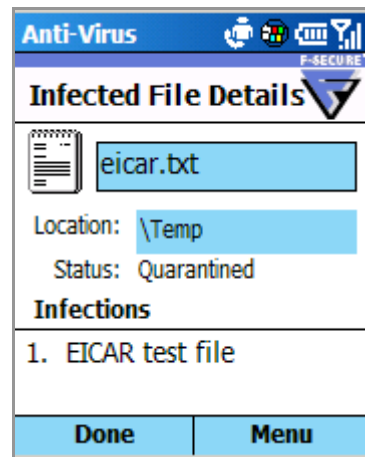 Anti-Virus
F-SECURE
Infected File Details
eicar.txt
Location: \Temp
Status: Quarantined
Infections
1. EICAR test file
Done Menu